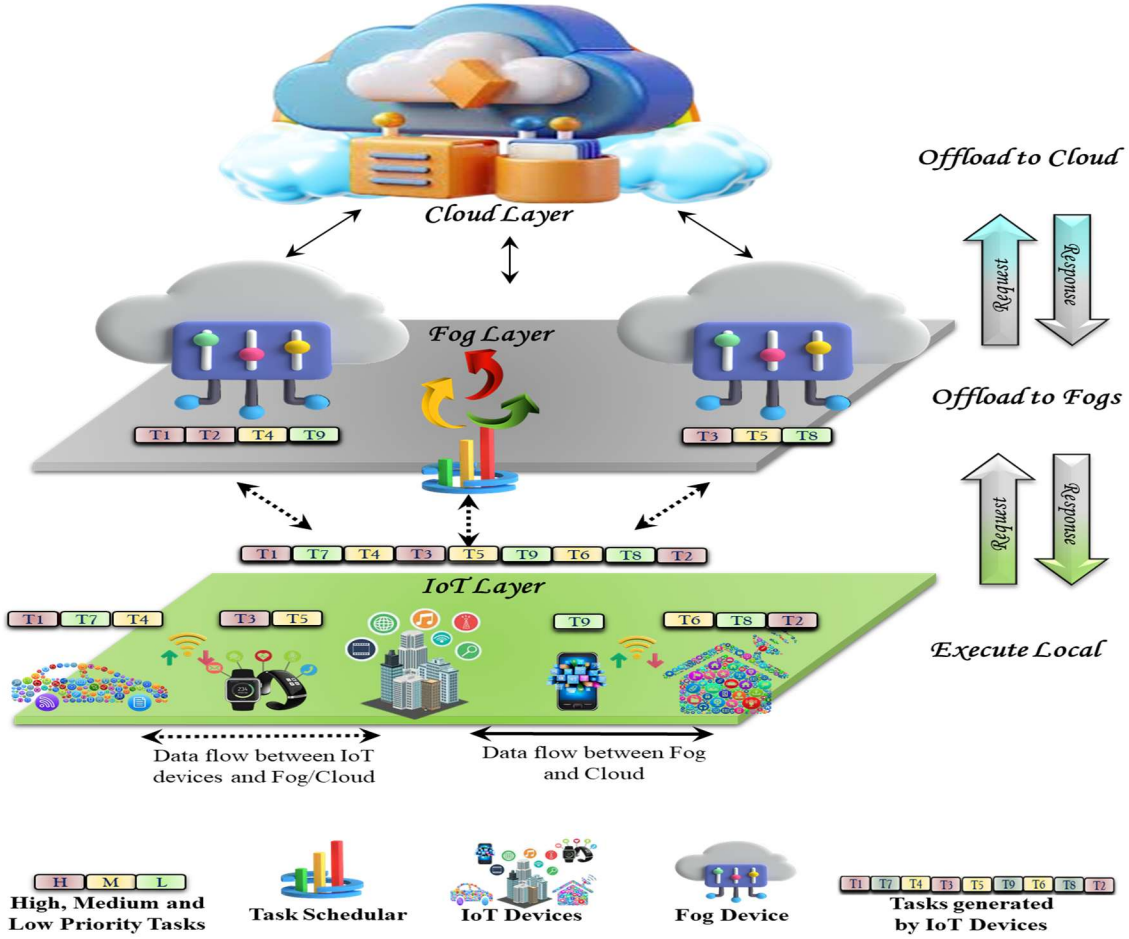 Offload to Cloud
Cloud Layer
Request
Response
Fog Layer
Offload to Fogs
T1 T2 T4 T9
T3 T5 T8
Request
Response
T1 T7 T4 T3 T5 T9 T6 T8 T2
IoT Layer
T1 T7 T4
T3 T5
T9
T6 T8 T2
Execute Local
Data flow between IoT
devices and Fog/Cloud
Data flow between Fog
and Cloud
H M L
High, Medium and
Low Priority Tasks
Task Schedular
IoT Devices
Fog Device
T1 T7 T4 T3 T5 T9 T6 T8 T2
Tasks generated
by IoT Devices